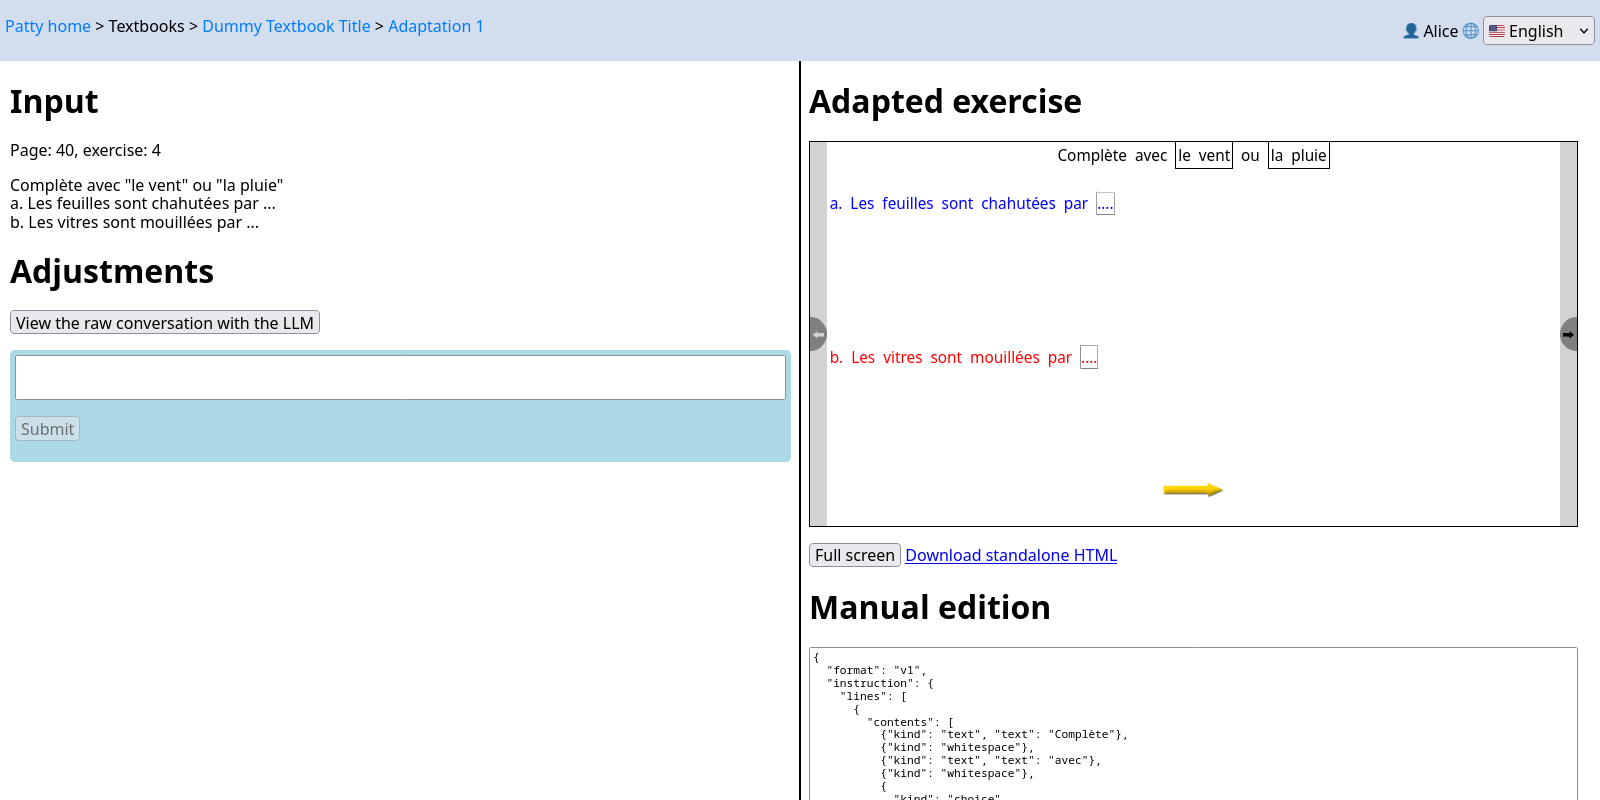 Patty home > Textbooks > Dummy Textbook Title > Adaptation 1
Alice English
Input
Page: 40, exercise: 4
Complète avec "le vent" ou "la pluie"
a. Les feuilles sont chahutées par ...
b. Les vitres sont mouillées par ...
Adjustments
View the raw conversation with the LLM
Submit
Adapted exercise
Complète avec le vent ou la pluie
a. Les feuilles sont chahutées par ....
b. Les vitres sont mouillées par ....
Full screen Download standalone HTML
Manual edition
{
"format": "v1",
"instruction": {
"lines": [
{
"contents": [
{"kind": "text", "text": "Complète"},
{"kind": "whitespace"},
{"kind": "text", "text": "avec"},
{"kind": "whitespace"},
{
"kind": "choice"